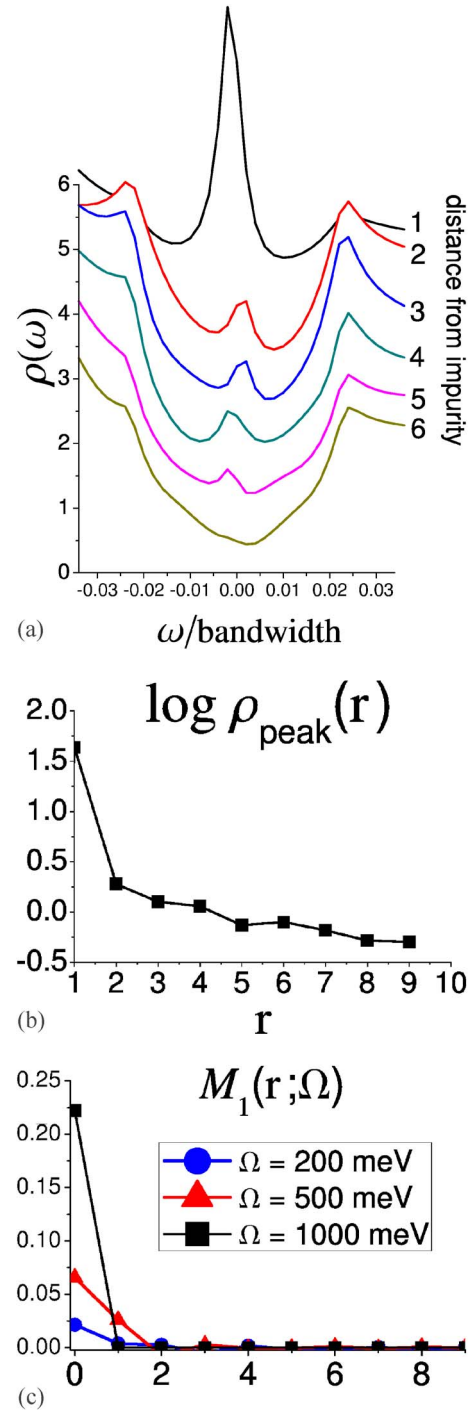 6
5
4
3
2
1
0
ρ(ω)
-0.03 -0.02 -0.01 0.00 0.01 0.02 0.03
ω/bandwidth
1
2
3
4
5
6
distance from impurity
(a)
log ρpeak(r)
2.0
1.5
1.0
0.5
0.0
-0.5
1 2 3 4 5 6 7 8 9 10
r
(b)
M1(r;Ω)
0.25
0.20
0.15
0.10
0.05
0.00
Ω = 200 meV
Ω = 500 meV
Ω = 1000 meV
0 2 4 6 8
(c)